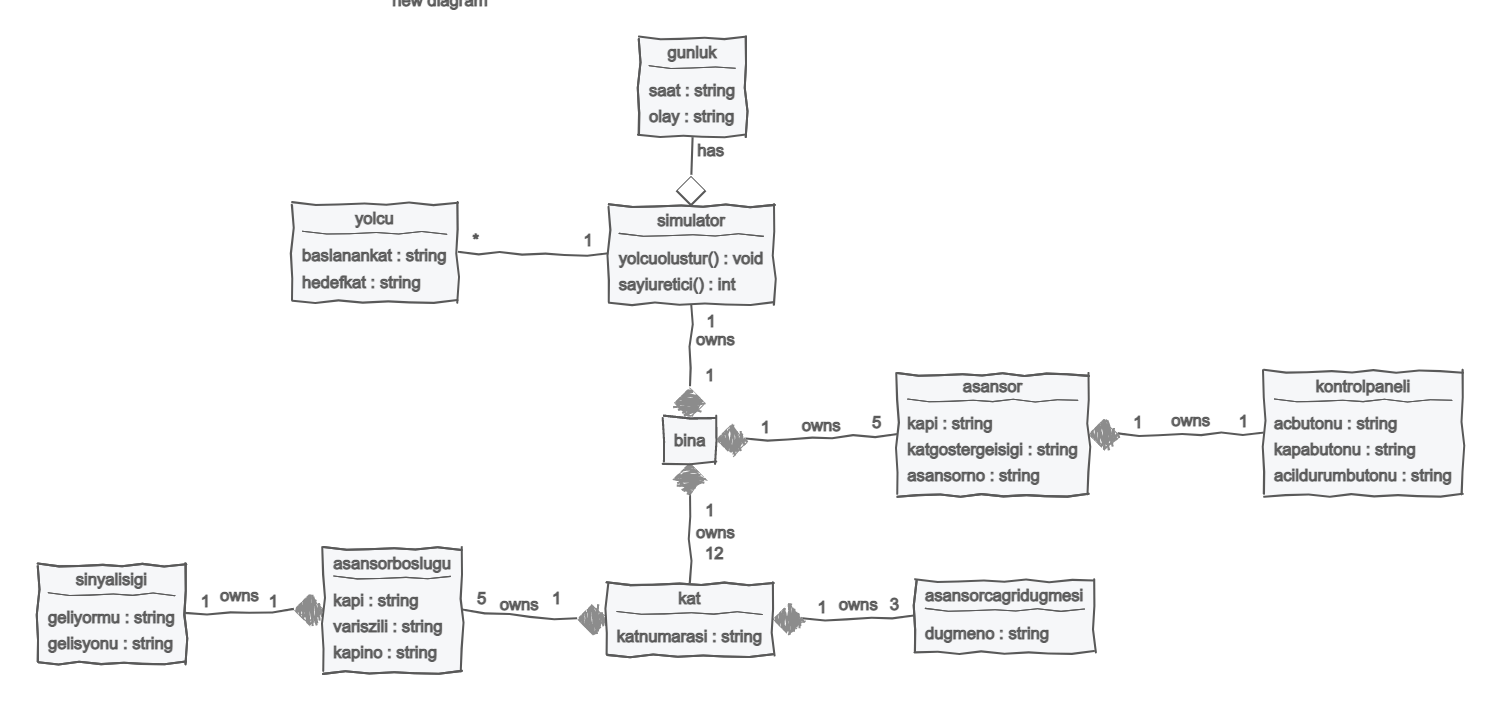 new diagram
gunluk
saat : string
olay : string
has
yolcu
baslanankat : string
hedefkat : string
*
1
simulator
yolcuolustur() : void
sayiuretici() : int
1
owns
1
bina
1 owns 5
asansor
kapi : string
katgostergeisigi : string
asansorno : string
1 owns 1
kontrolpaneli
acbutonu : string
kapabutonu : string
acildurumbutonu : string
1
owns
12
sinyalisigi
geliyormu : string
gelisyonu : string
1 owns 1
asansorboslugu
kapi : string
variszili : string
kapino : string
5 owns 1
kat
katnumarasi : string
1 owns 3
asansorcagridugmesi
dugmeno : string